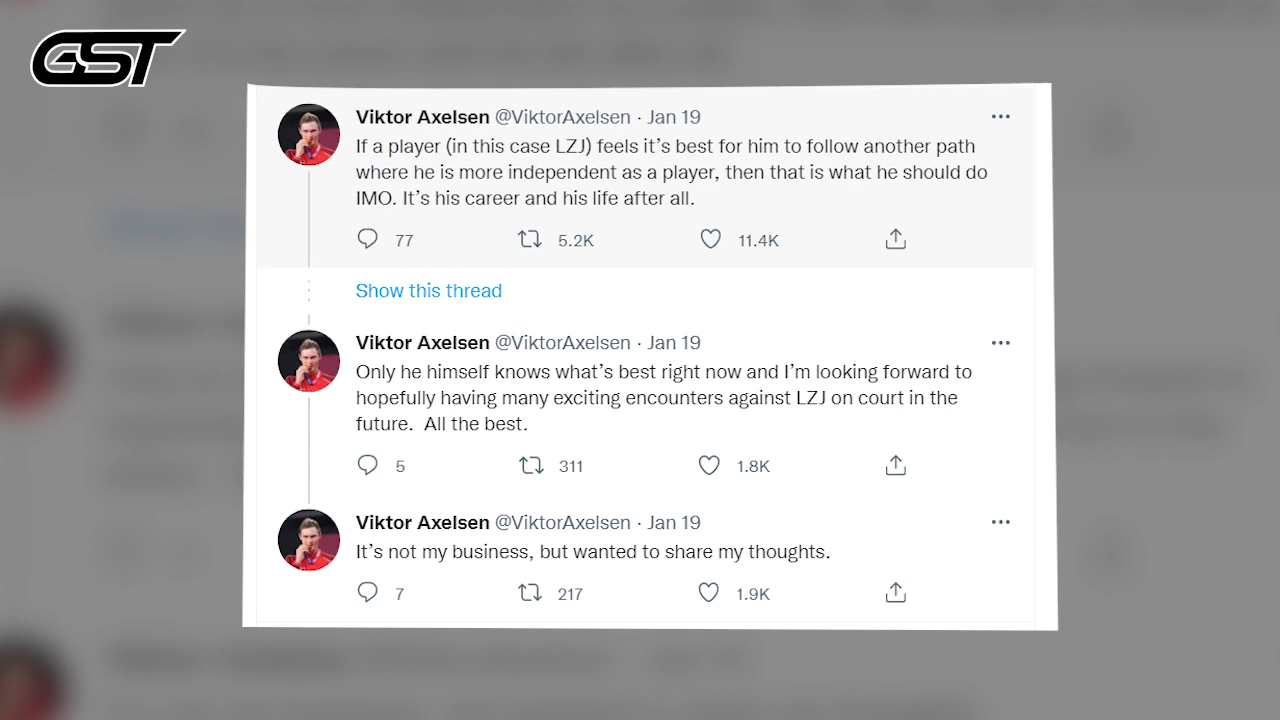 GST
Viktor Axelsen @ViktorAxelsen · Jan 19 ···
If a player (in this case LZJ) feels it’s best for him to follow another path
where he is more independent as a player, then that is what he should do
IMO. It’s his career and his life after all.
77 5.2K 11.4K
Show this thread
Viktor Axelsen @ViktorAxelsen · Jan 19 ···
Only he himself knows what’s best right now and I’m looking forward to
hopefully having many exciting encounters against LZJ on court in the
future.  All the best.
5 311 1.8K
Viktor Axelsen @ViktorAxelsen · Jan 19 ···
It’s not my business, but wanted to share my thoughts.
7 217 1.9K